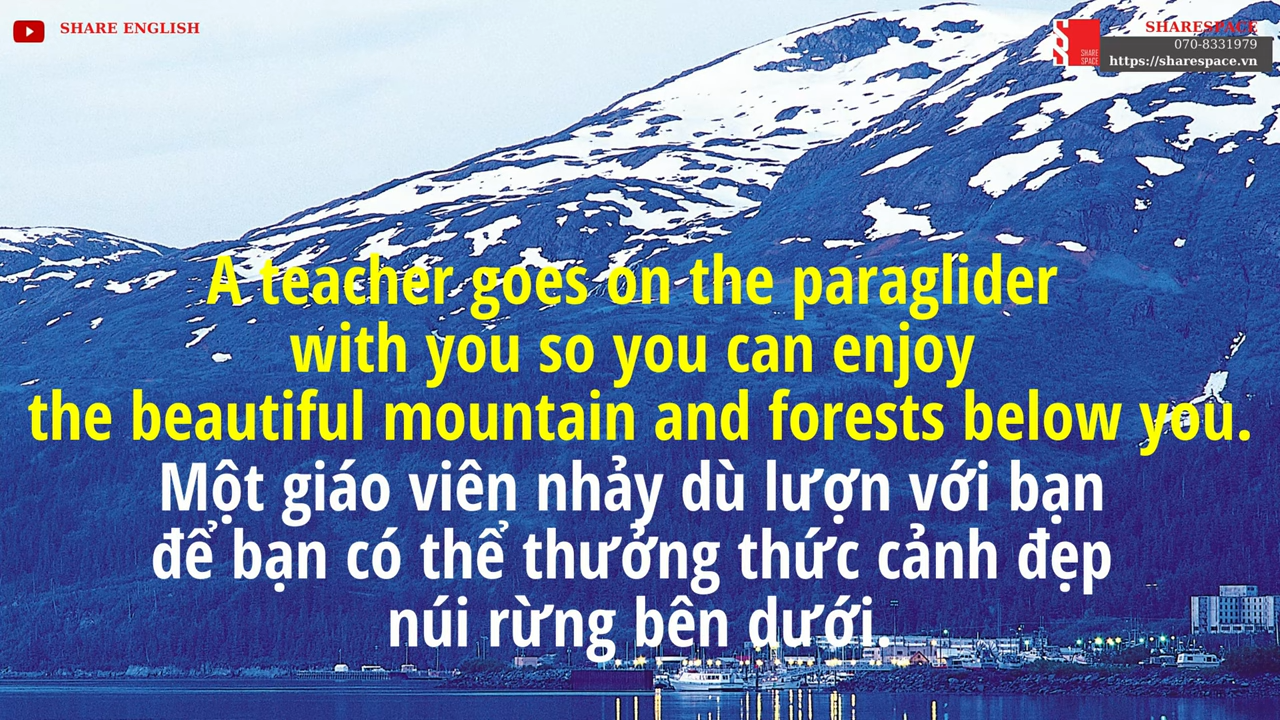 SHARE ENGLISH
SHARESPACE
070-8331979
https://sharespace.vn
SHARE
SPACE
A teacher goes on the paraglider
with you so you can enjoy
the beautiful mountain and forests below you.
Một giáo viên nhảy dù lượn với bạn
để bạn có thể thưởng thức cảnh đẹp
núi rừng bên dưới.